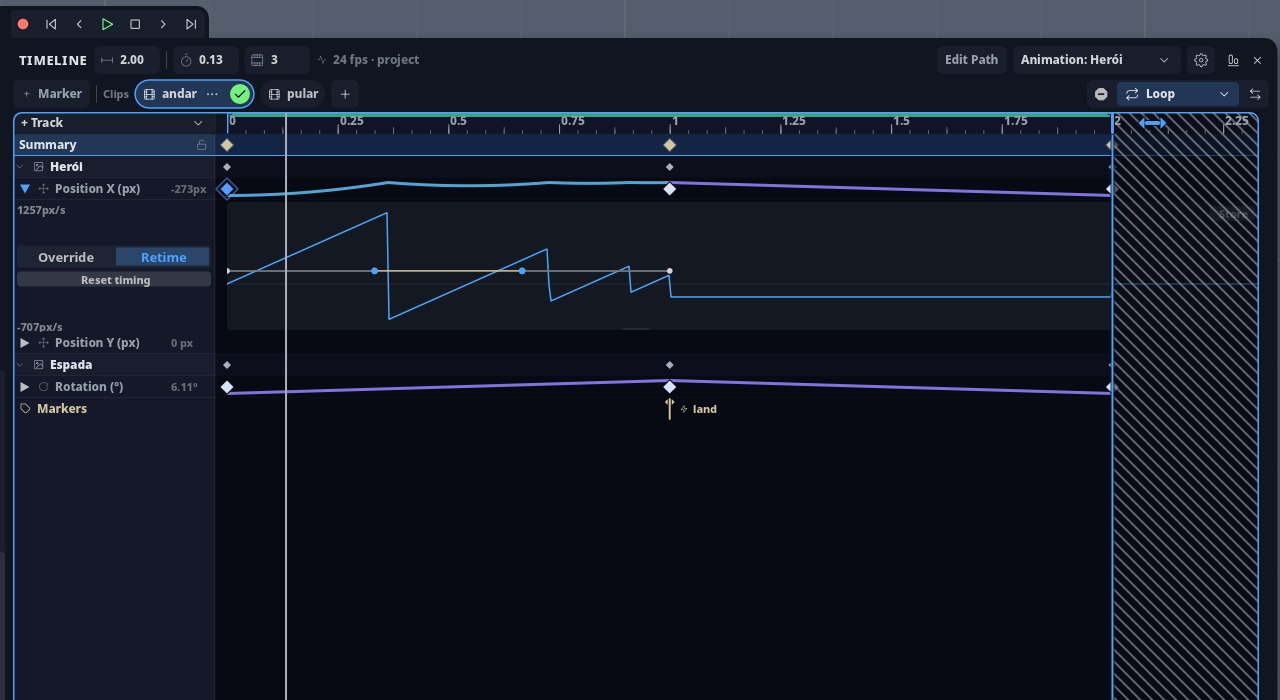 TIMELINE 2.00 0.13 3 24 fps · project Edit Path Animation: Herói
+ Marker Clips andar ··· pular + Loop
+ Track 0 0.25 0.5 0.75 1 1.25 1.5 1.75 2 2.25
Summary
Herói
Position X (px) -273px
1257px/s Store
Override Retime
Reset timing
-707px/s
Position Y (px) 0 px
Espada
Rotation (º) 6.11º
Markers land